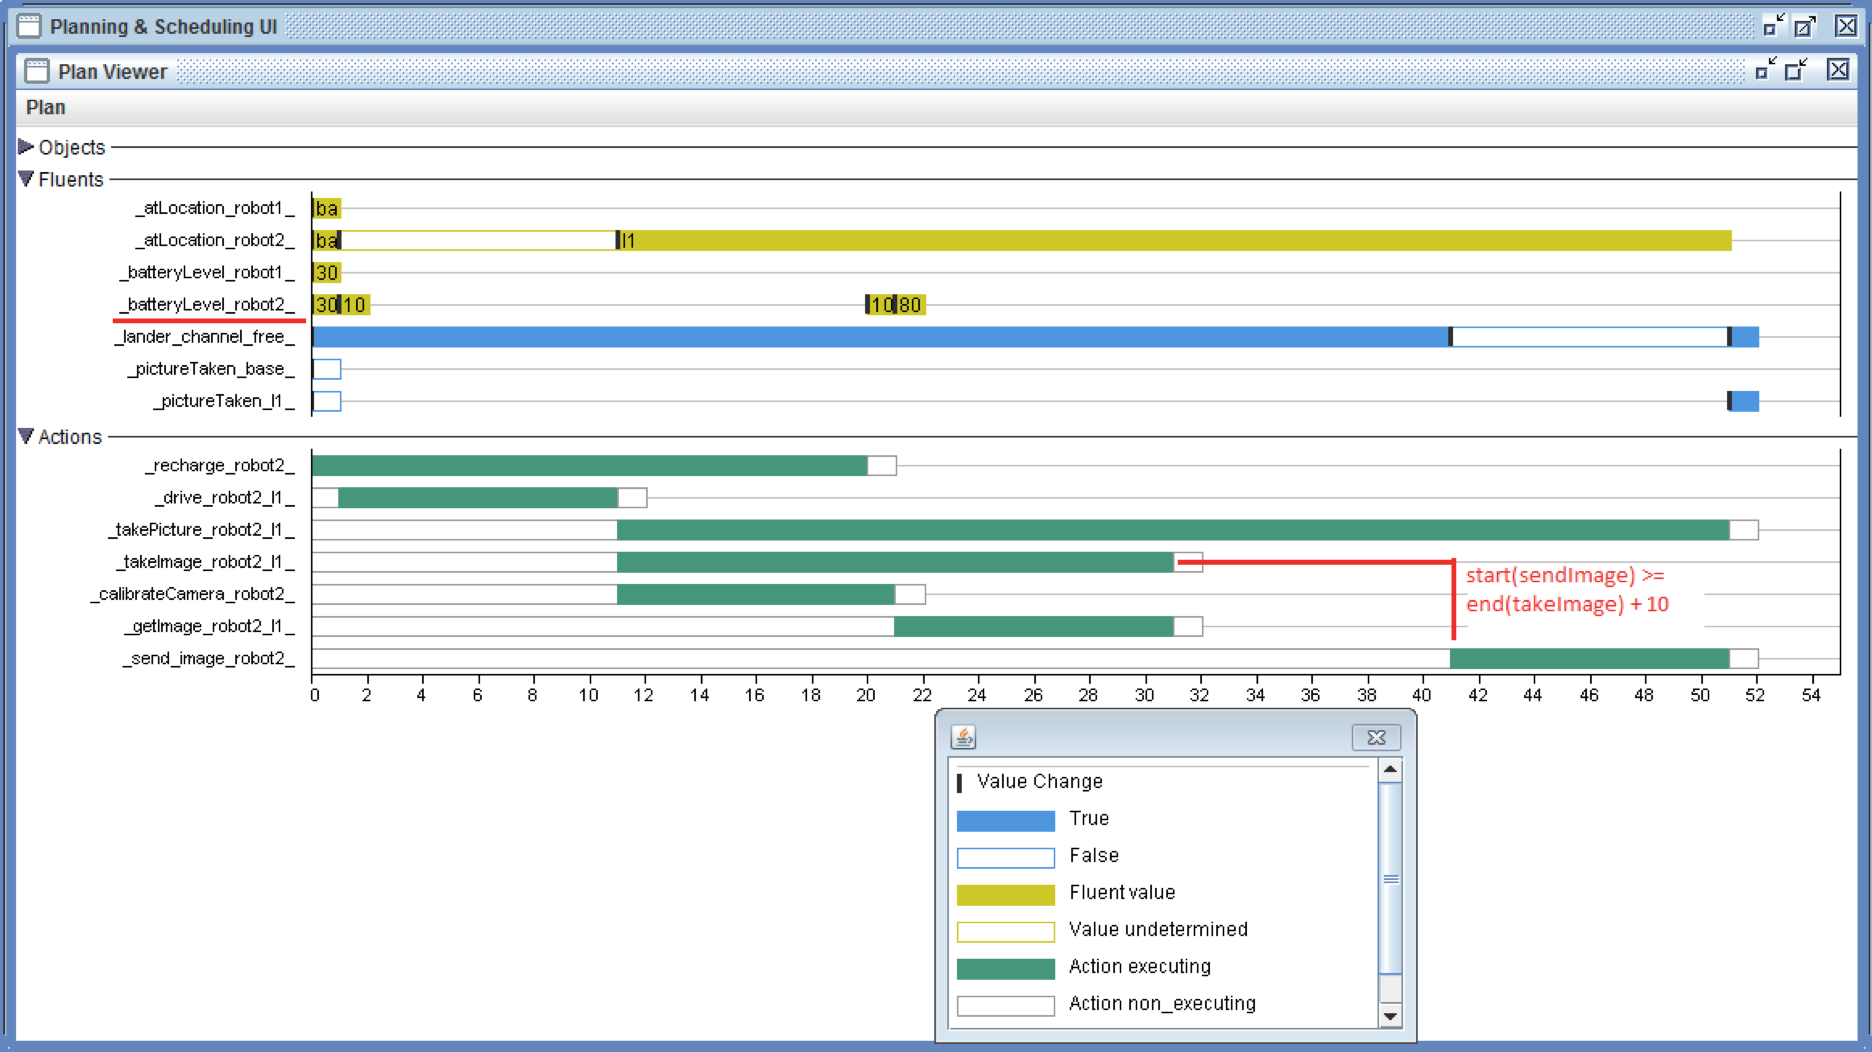 Planning & Scheduling UI
Plan Viewer
Plan
Objects
Fluents
_atLocation_robot1_ ba
_atLocation_robot2_ ba l1
_batteryLevel_robot1_ 30
_batteryLevel_robot2_ 30 10 10 80
_lander_channel_free_
_pictureTaken_base_
_pictureTaken_l1_
Actions
_recharge_robot2_
_drive_robot2_l1_
_takePicture_robot2_l1_
_takeImage_robot2_l1_
start(sendImage) >=
_calibrateCamera_robot2_
end(takeImage) + 10
_getImage_robot2_l1_
_send_image_robot2_
0 2 4 6 8 10 12 14 16 18 20 22 24 26 28 30 32 34 36 38 40 42 44 46 48 50 52 54
Value Change
True
False
Fluent value
Value undetermined
Action executing
Action non_executing